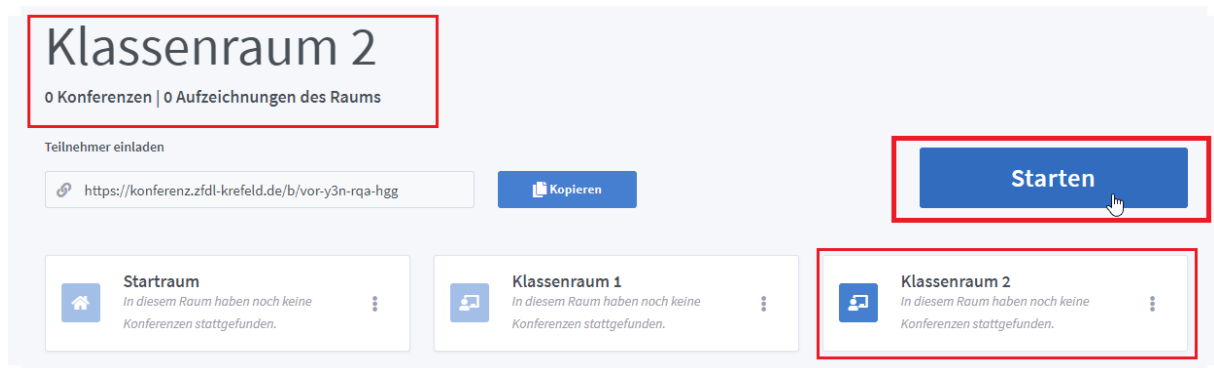 Klassenraum 2
0 Konferenzen | 0 Aufzeichnungen des Raums
Teilnehmer einladen
https://konferenz.zfdl-krefeld.de/b/vor-y3n-rqa-hgg
Kopieren
Starten
Startraum
In diesem Raum haben noch keine
Konferenzen stattgefunden.
Klassenraum 1
In diesem Raum haben noch keine
Konferenzen stattgefunden.
Klassenraum 2
In diesem Raum haben noch keine
Konferenzen stattgefunden.